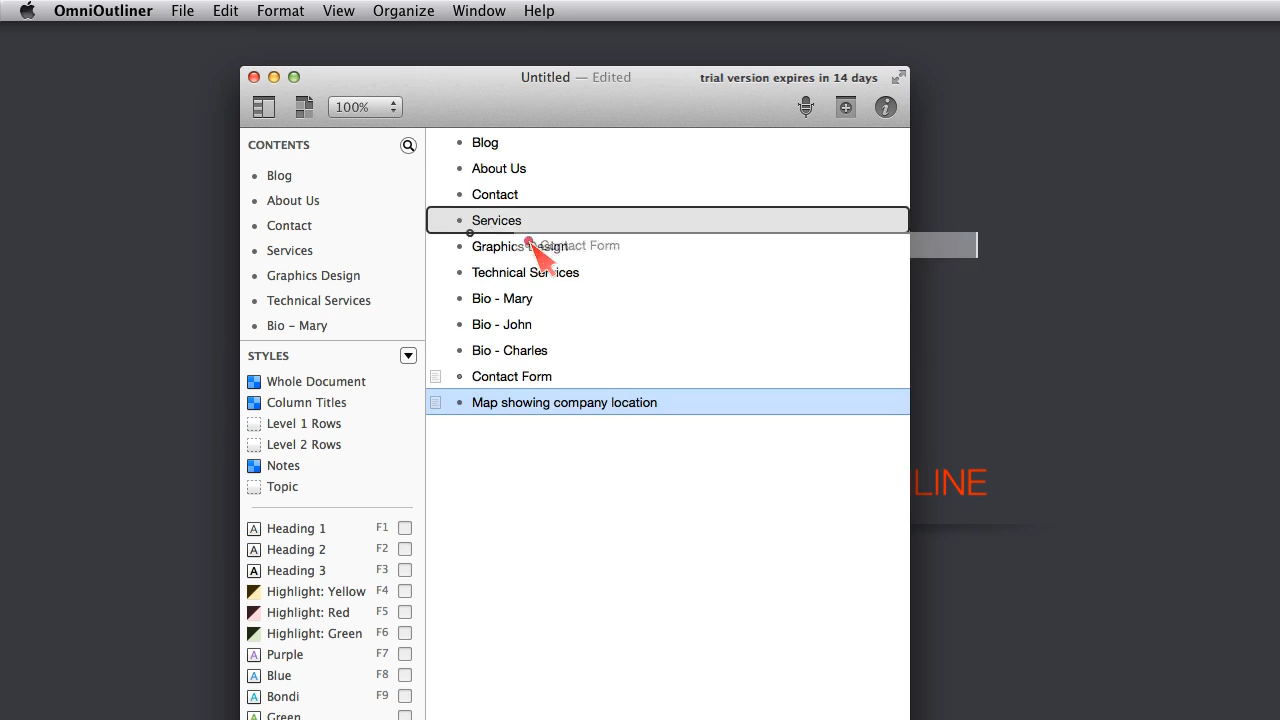 OmniOutliner File Edit Format View Organize Window Help
Untitled — Edited
trial version expires in 14 days
100%
CONTENTS
Blog
About Us
Contact
Services
Graphics Design
Technical Services
Bio - Mary
STYLES
Whole Document
Column Titles
Level 1 Rows
Level 2 Rows
Notes
Topic
Heading 1 F1
Heading 2 F2
Heading 3 F3
Highlight: Yellow F4
Highlight: Red F5
Highlight: Green F6
Purple F7
Blue F8
Bondi F9
Green
Blog
About Us
Contact
Services
Graphics Design
Contact Form
Technical Services
Bio - Mary
Bio - John
Bio - Charles
Contact Form
Map showing company location
LINE